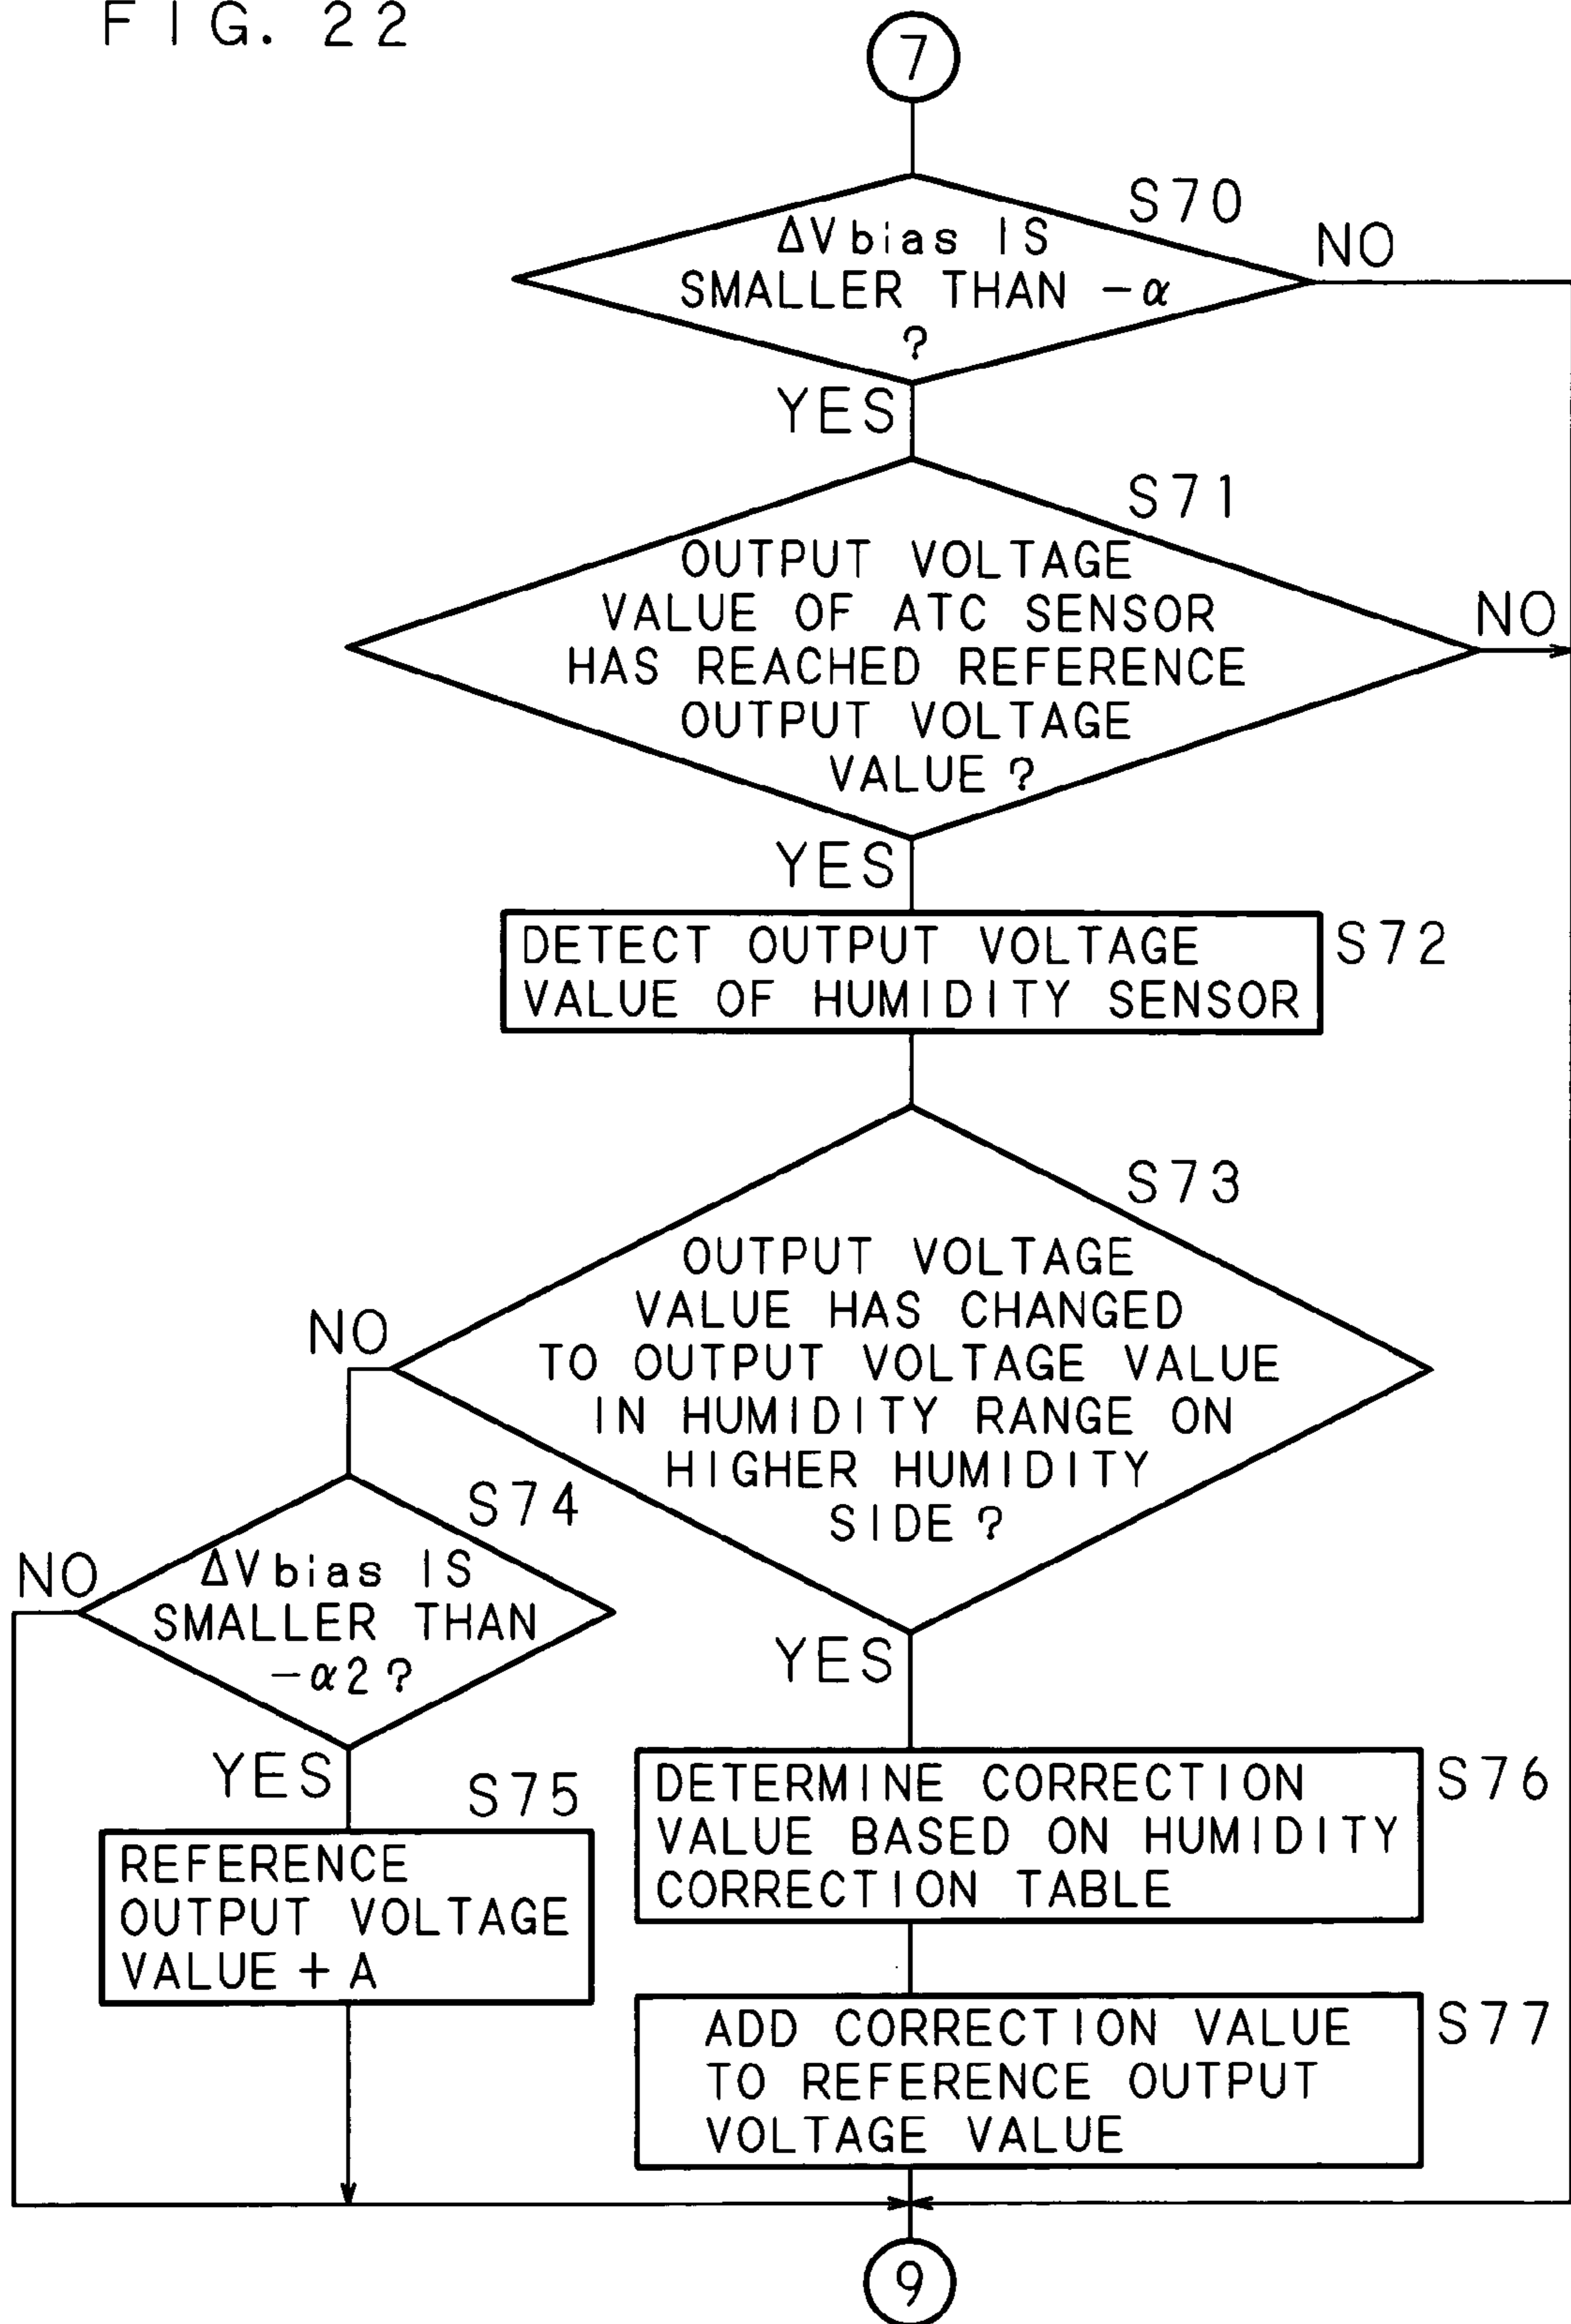 FIG. 22
7
S70
ΔVbias IS
SMALLER THAN -α
?
NO
YES
S71
OUTPUT VOLTAGE
VALUE OF ATC SENSOR
HAS REACHED REFERENCE
OUTPUT VOLTAGE
VALUE?
NO
YES
DETECT OUTPUT VOLTAGE
VALUE OF HUMIDITY SENSOR
S72
S73
OUTPUT VOLTAGE
VALUE HAS CHANGED
TO OUTPUT VOLTAGE VALUE
IN HUMIDITY RANGE ON
HIGHER HUMIDITY
SIDE?
NO
YES
S74
ΔVbias IS
SMALLER THAN
-α2?
NO
YES
S75
REFERENCE
OUTPUT VOLTAGE
VALUE+A
DETERMINE CORRECTION
VALUE BASED ON HUMIDITY
CORRECTION TABLE
S76
ADD CORRECTION VALUE
TO REFERENCE OUTPUT
VOLTAGE VALUE
S77
9